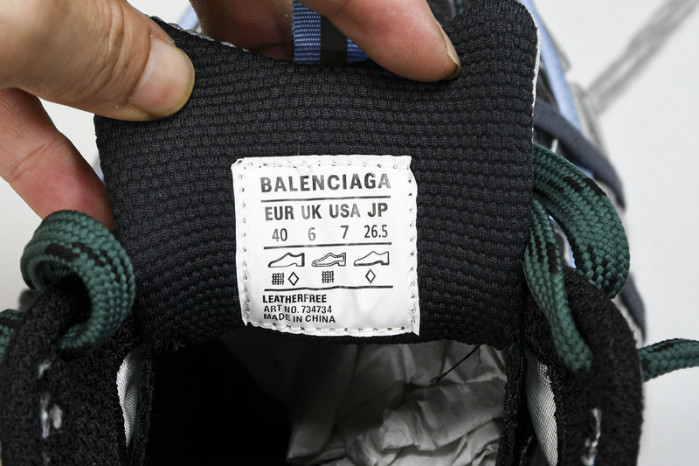 BALENCIAGA
EUR UK USA JP
40 6 7 26.5
LEATHERFREE
ART NO. 734734
MADE IN CHINA